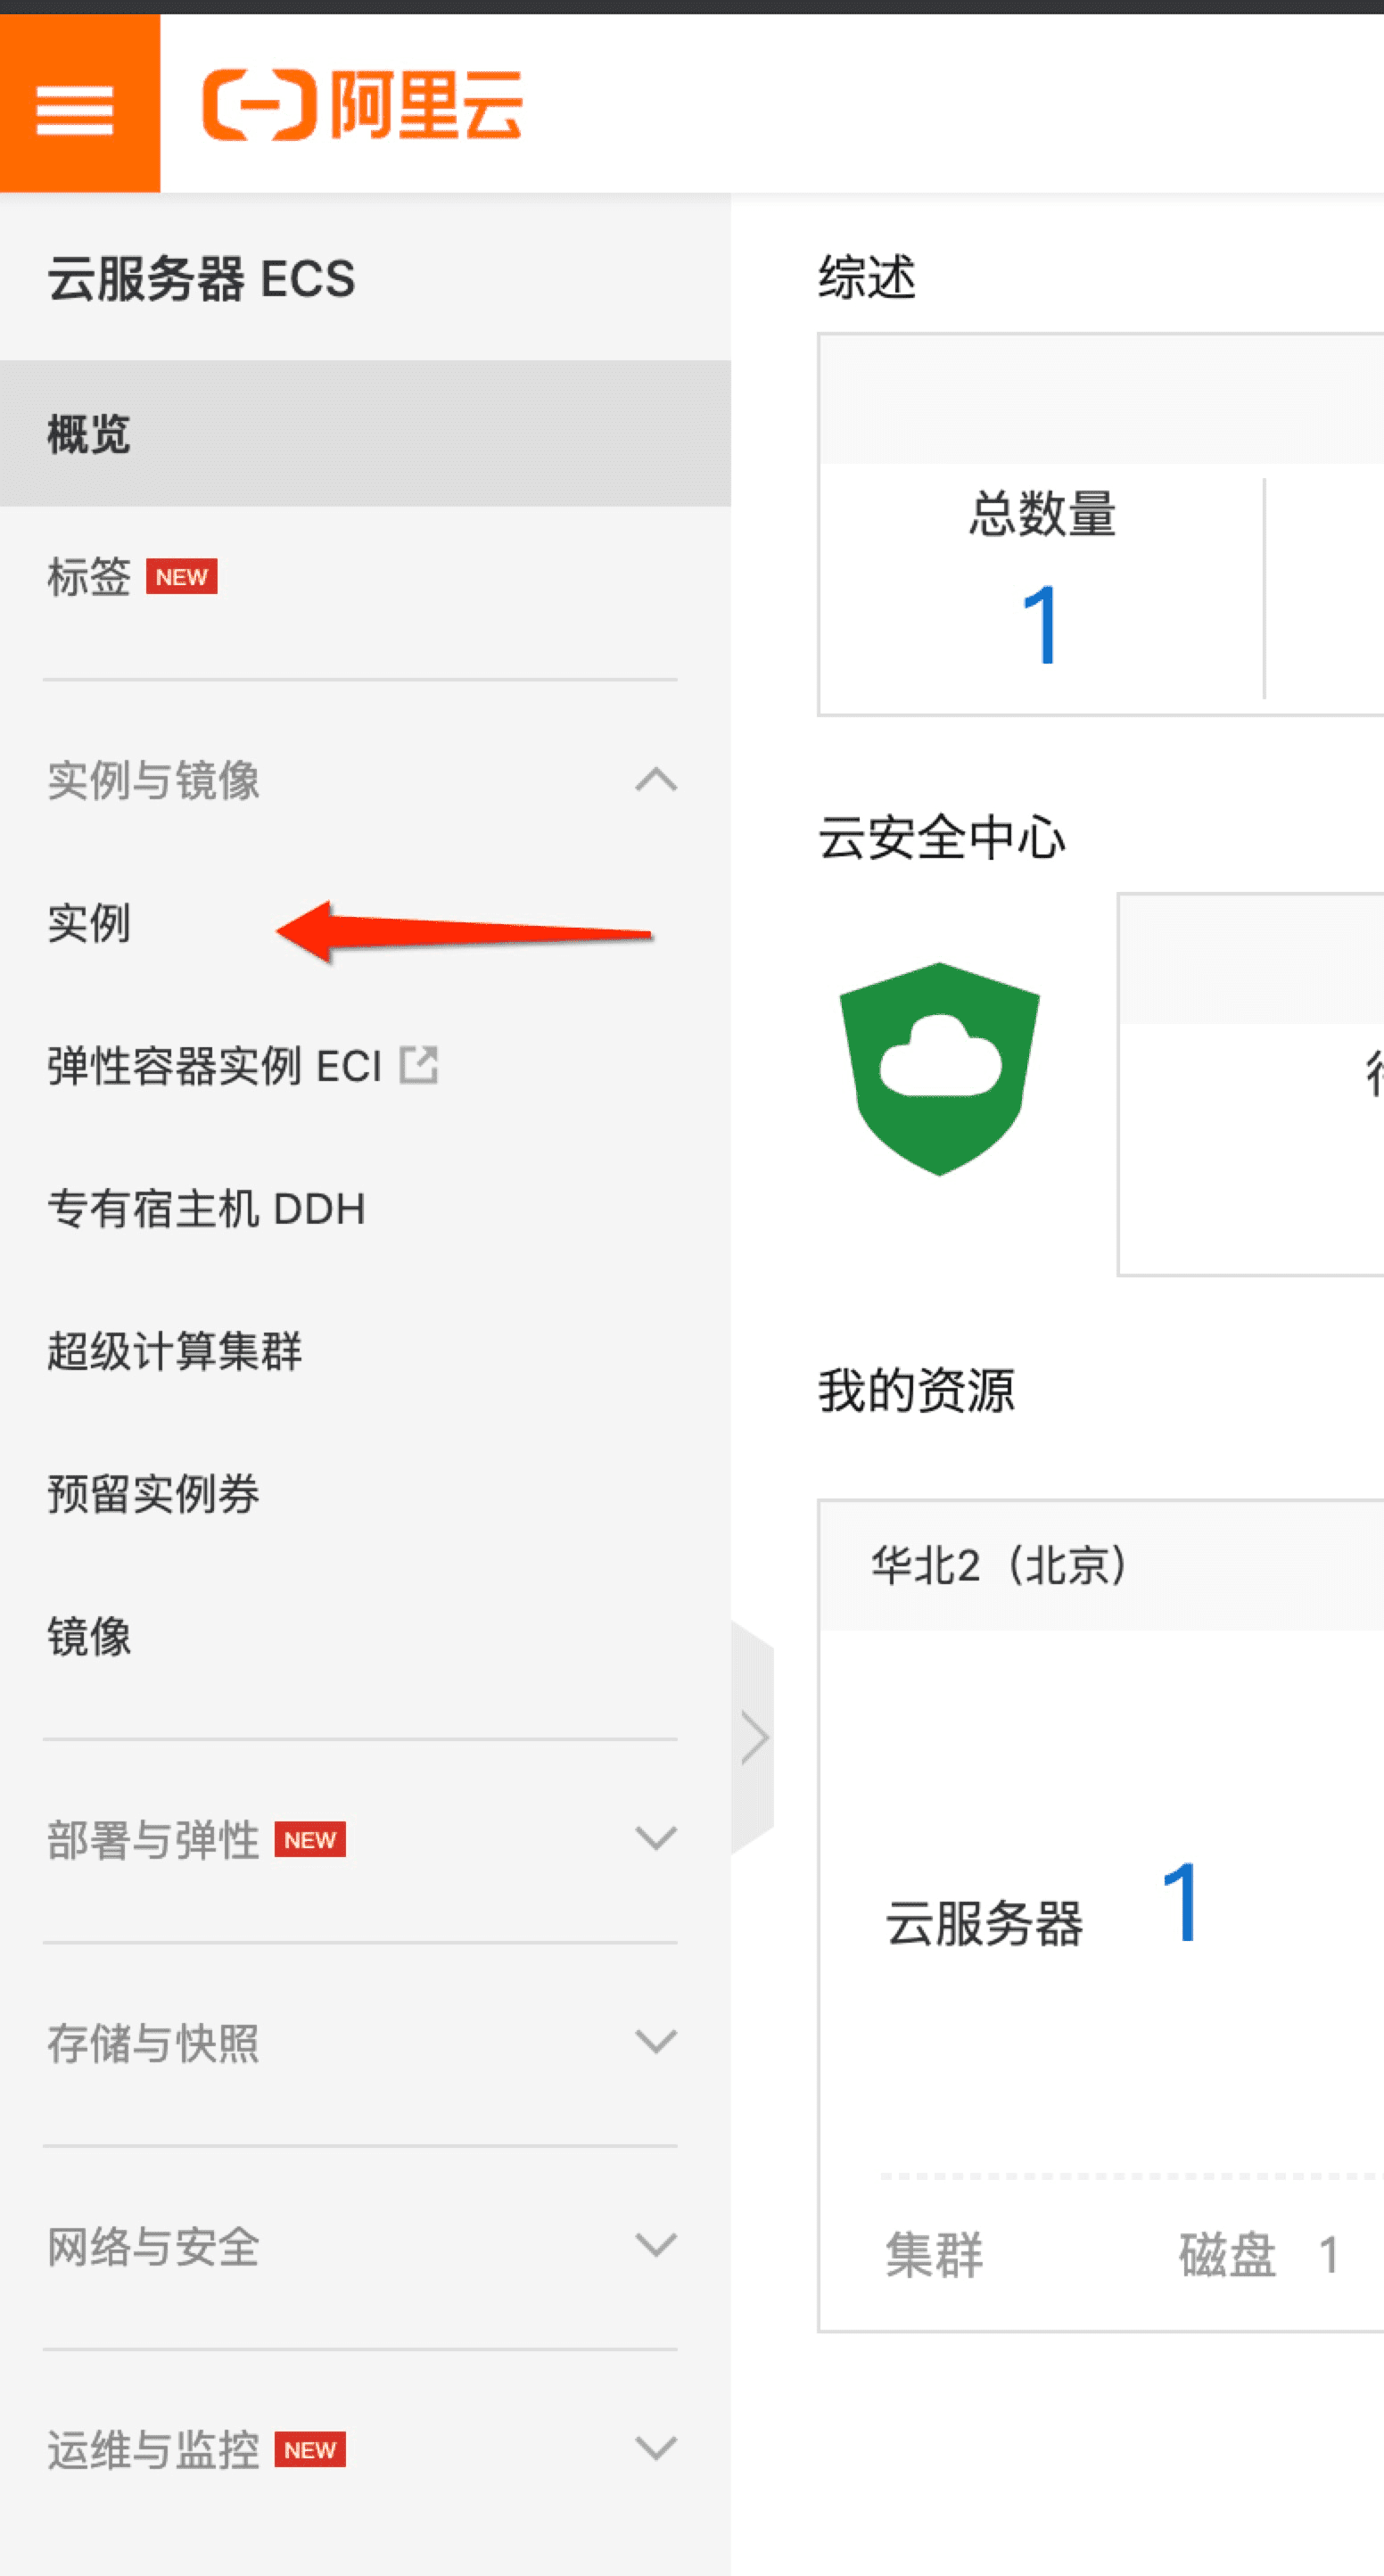 阿里云
云服务器 ECS
概览
标签 NEW
实例与镜像
实例
弹性容器实例 ECI
专有宿主机 DDH
超级计算集群
预留实例券
镜像
部署与弹性 NEW
存储与快照
网络与安全
运维与监控 NEW
综述
总数量
1
云安全中心
我的资源
华北2（北京）
云服务器 1
集群 磁盘 1